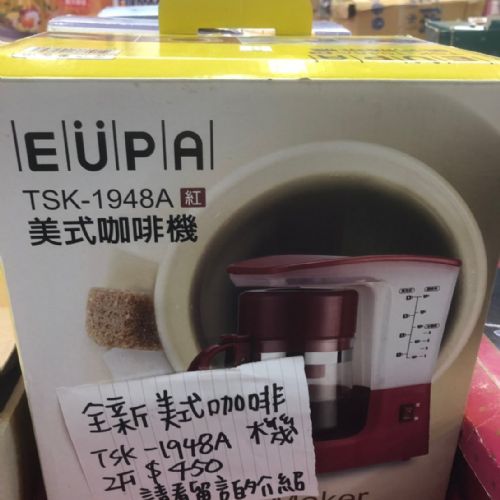 EUPA
EÜPA
TSK-1948A 紅
美式咖啡機
全新美式咖啡
機
TSK-1948A
2F $450
請看留言的介紹